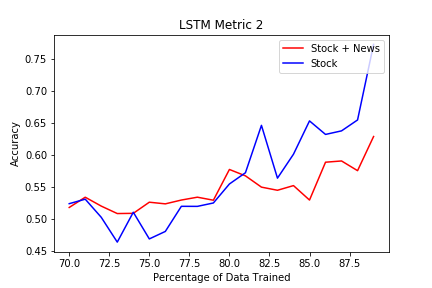 LSTM Metric 2
Stock + News
Stock
Accuracy
0.75
0.70
0.65
0.60
0.55
0.50
0.45
70.0 72.5 75.0 77.5 80.0 82.5 85.0 87.5
Percentage of Data Trained